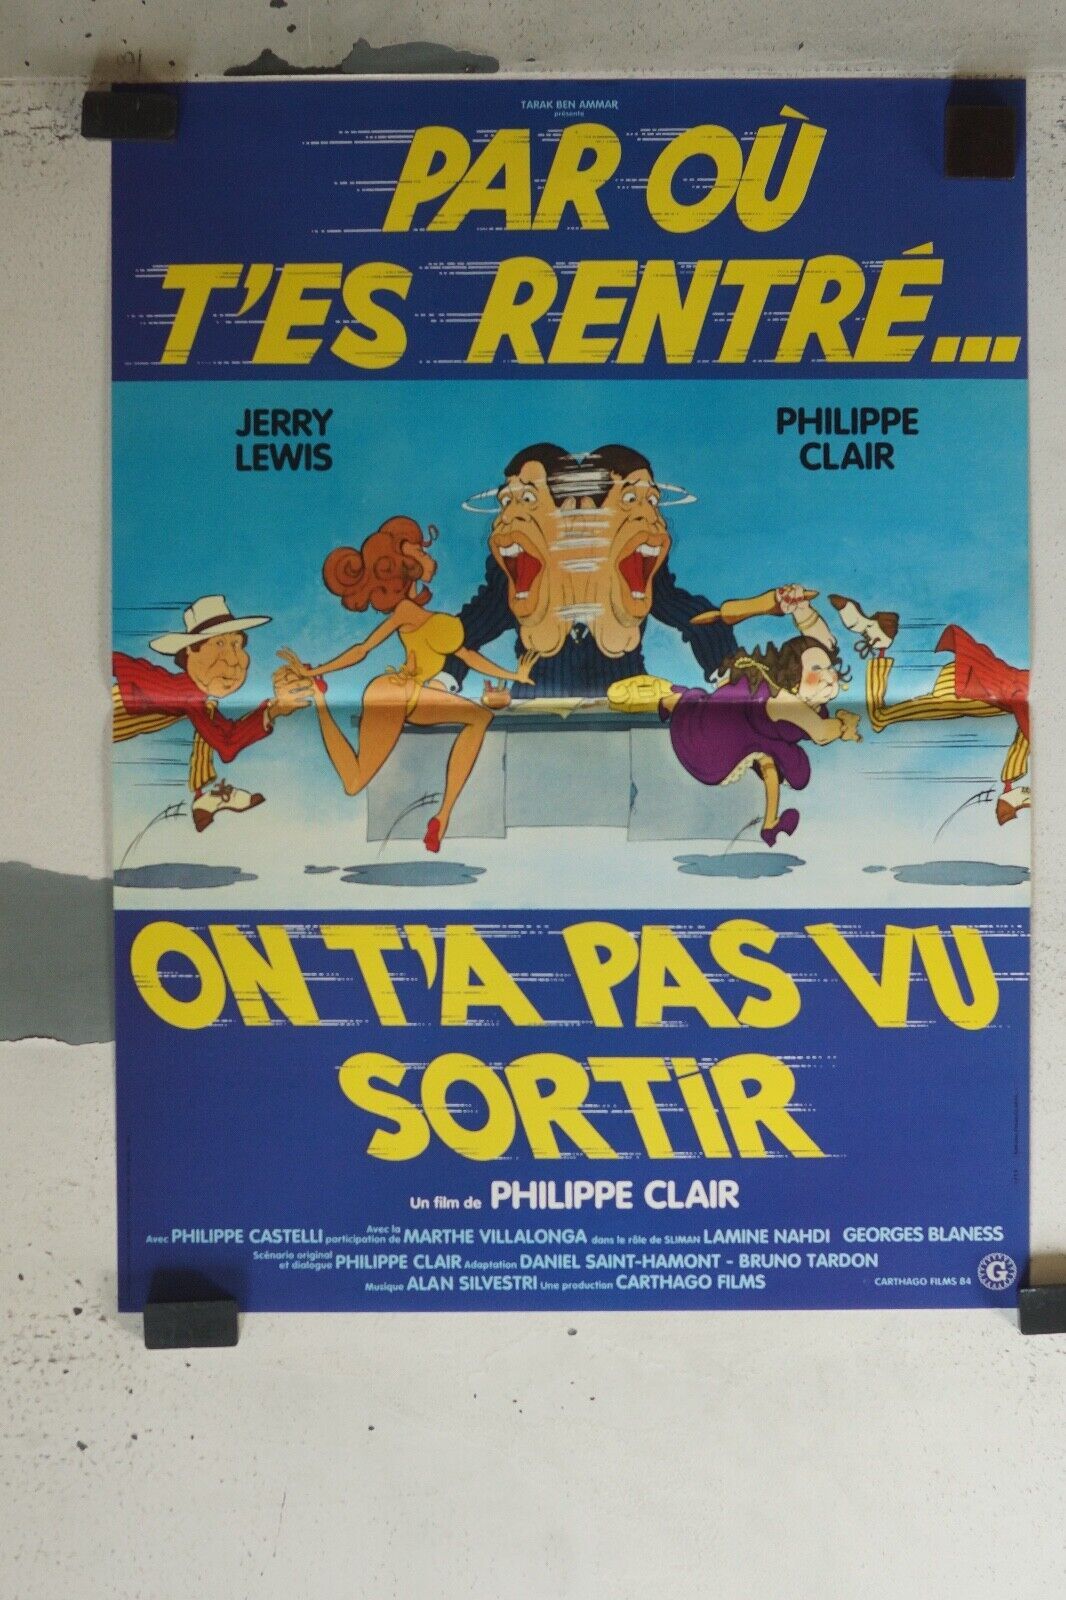 TARAK BEN AMMAR
présente
PAR OÙ
T'ES RENTRÉ...
JERRY
LEWIS
PHILIPPE
CLAIR
ON T'A PAS VU
SORTIR
Un film de PHILIPPE CLAIR
Avec PHILIPPE CASTELLI Avec la participation de MARTHE VILLALONGA dans le rôle de SLIMAN LAMINE NAHDI GEORGES BLANESS
Scénario original et dialogue PHILIPPE CLAIR Adaptation DANIEL SAINT-HAMONT - BRUNO TARDON
Musique ALAN SILVESTRI Une production CARTHAGO FILMS
CARTHAGO FILMS 84
G